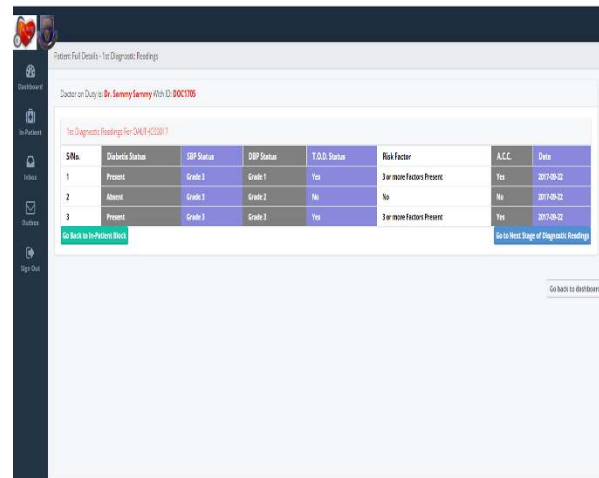 Patient Full Details - 1st Diagnostic Readings
Dashboard
Doctor on Duty is: Dr. Sammy Sammy With ID: DOC1705
In-Patient
1st Diagnostic Readings For
S/No. Diabetis Status SBP Status DBP Status T.O.D. Status Risk Factor A.C.C. Date
1 Present Grade 3 Grade 1 Yes 3 or more Factors Present Yes 2017-09-22
Inbox
2 Absent Grade 3 Grade 2 No No No 2017-09-22
3 Present Grade 3 Grade 3 Yes 3 or more Factors Present Yes 2017-09-22
Outbox
Go Back to In-Patient Block Go to Next Stage of Diagnostic Readings
Sign Out
Go back to dashboar